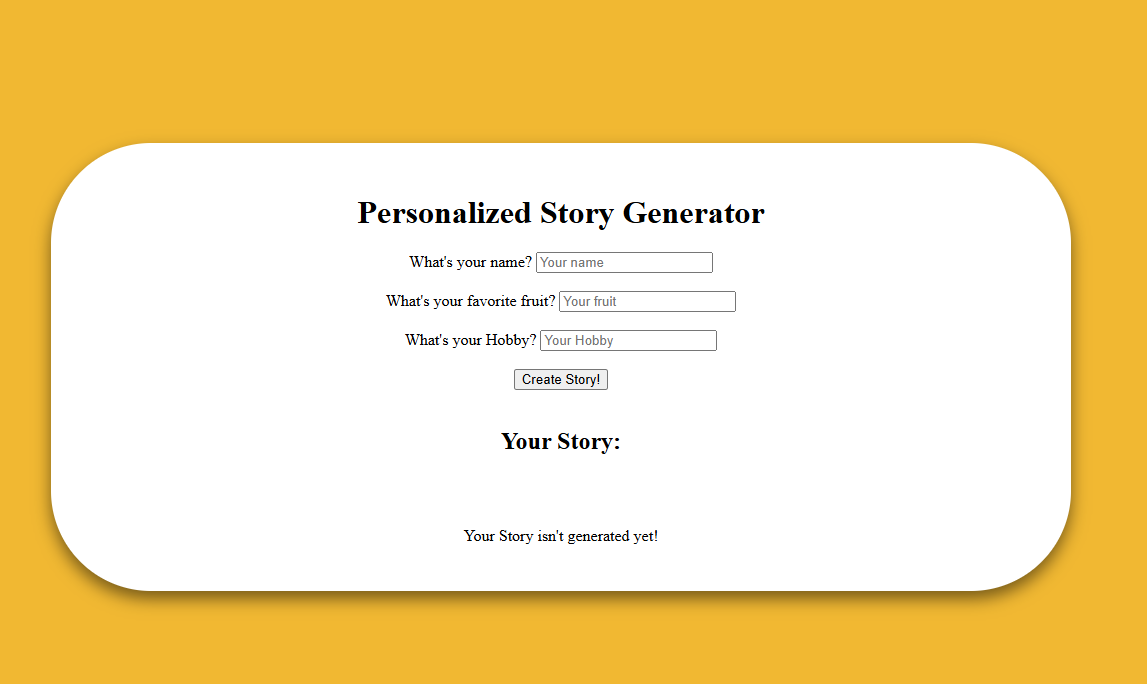 Personalized Story Generator
What's your name? Your name
What's your favorite fruit? Your fruit
What's your Hobby? Your Hobby
Create Story!
Your Story:
Your Story isn't generated yet!